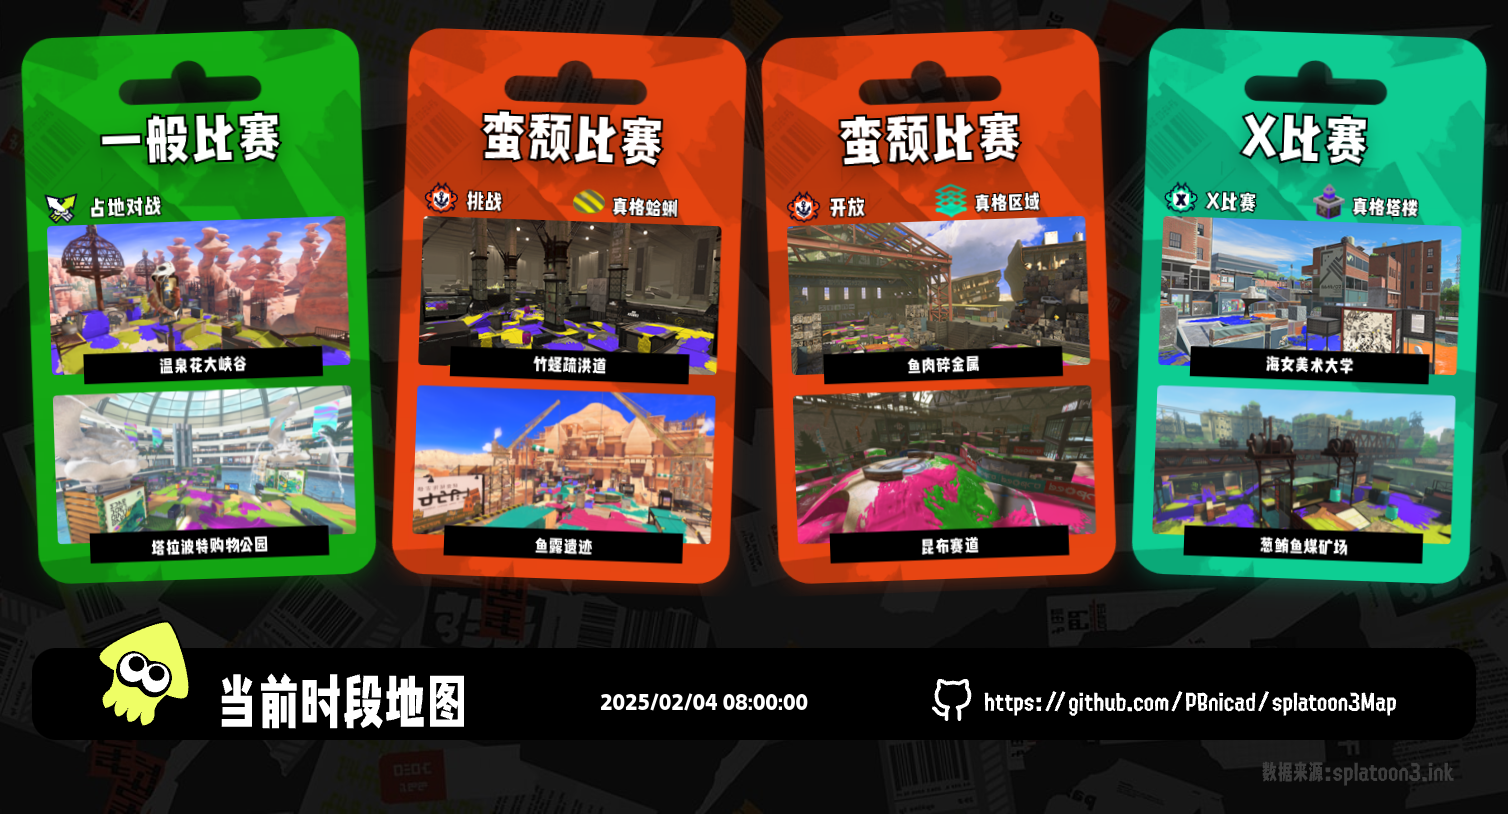 一般比赛
占地对战
温泉花大峡谷
塔拉波特购物公园
蛮颓比赛
挑战
真格蛤蜊
竹蛏疏洪道
鱼露遗迹
蛮颓比赛
开放
真格区域
鱼肉碎金属
昆布赛道
X比赛
X比赛
真格塔楼
海女美术大学
葱鲔鱼煤矿场
当前时段地图
2025/02/04 08:00:00
https://github.com/PBnicad/splatoon3Map
数据来源:splatoon3.ink